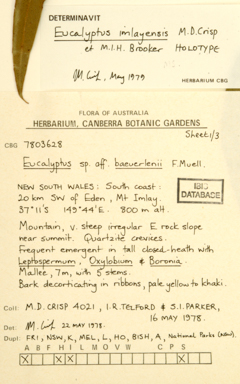 DETERMINAVIT
Eucalyptus imlayensis M.D.Crisp
et M.I.H. Brooker HOLOTYPE
M. Crisp, May 1979
HERBARIUM CBG
FLORA OF AUSTRALIA
HERBARIUM, CANBERRA BOTANIC GARDENS
Sheet 1/3
CBG 7803628
Eucalyptus sp aff. baeuerlenii F.Muell.
NEW SOUTH WALES: South coast:
20 km SW of Eden, Mt Imlay.
37°11'S 149°44'E. 800 m alt.
DATABASE
Mountain, v. steep irregular E rock slope
near summit. Quartzite crevices.
Frequent emergent in tall closed-heath with
Leptospermum, Oxylobium & Boronia.
Mallee, 7m, with 5 stems.
Bark decorticating in ribbons, pale yellow to khaki.
Coll: M.D. CRISP 4021, I.R. TELFORD & S.I. PARKER,
16 MAY 1978.
Det: M. Crisp 22 MAY 1978.
Dupl: FRI, NSW, K, MEL, L, HO, BISH, A, National Parks (NSW).
A B F H I L M O V W C P S
X X X X